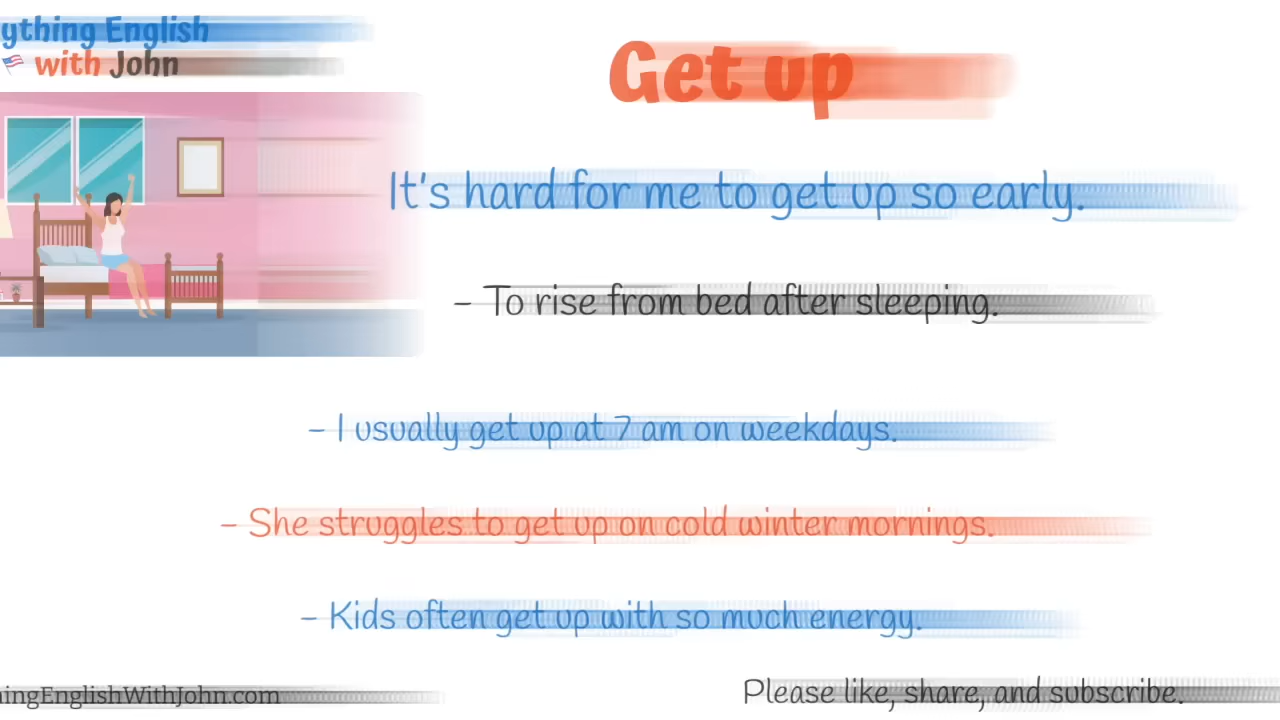 ything English
with John
Get up
It's hard for me to get up so early.
– To rise from bed after sleeping.
– I usually get up at 7 am on weekdays.
– She struggles to get up on cold winter mornings.
– Kids often get up with so much energy.
ingEnglishWithJohn.com
Please like, share, and subscribe.